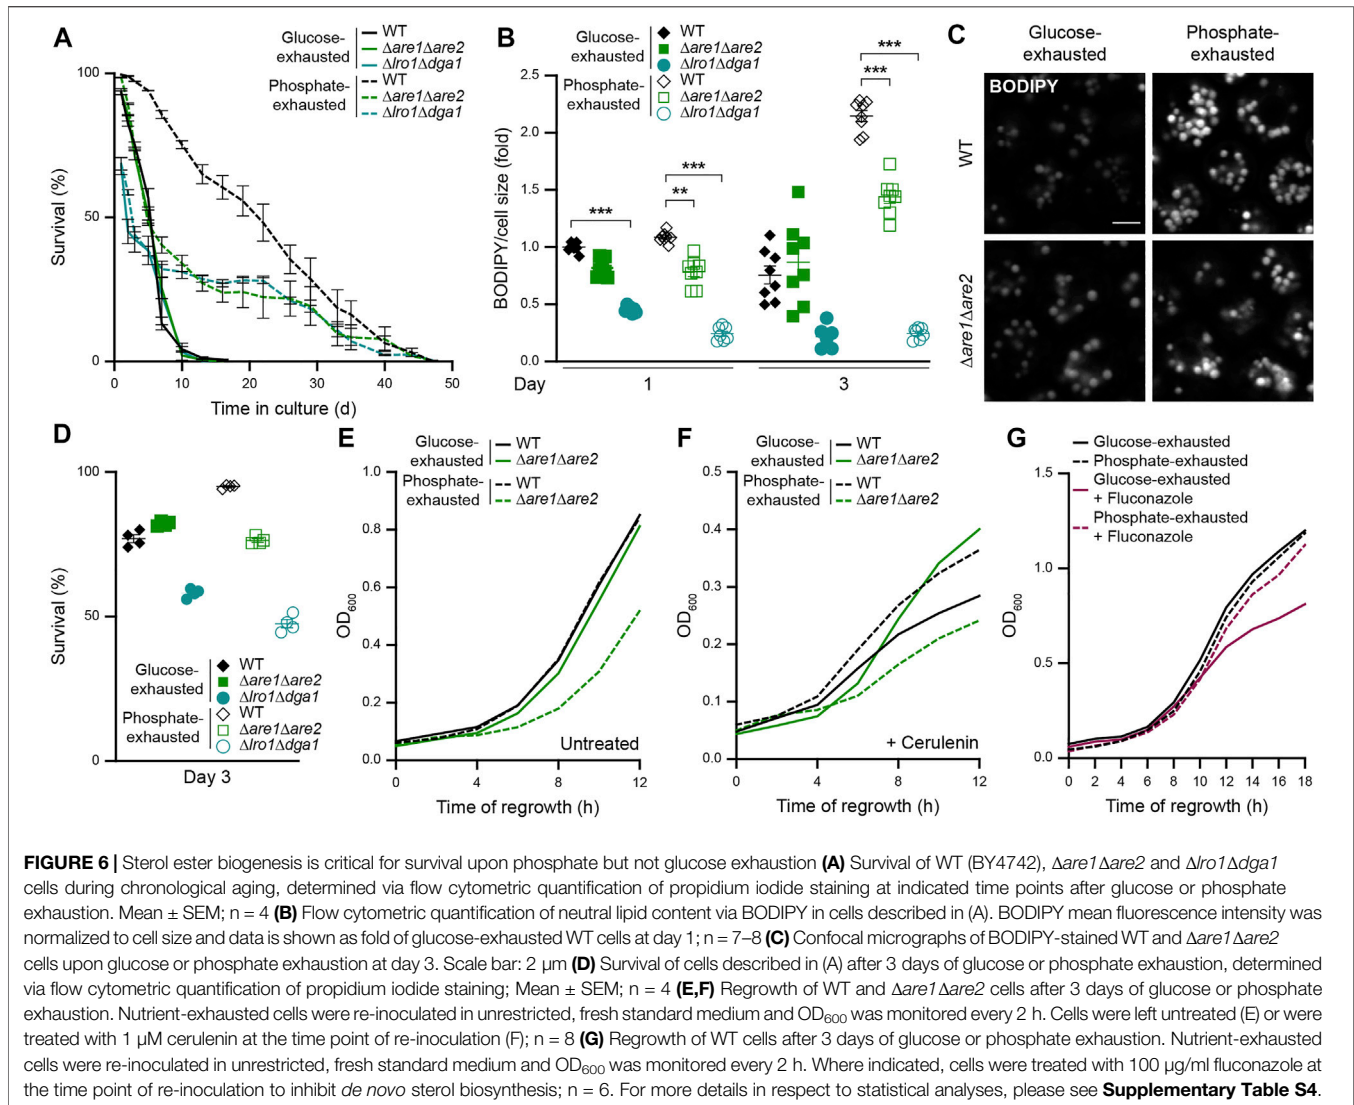 A
Glucose-
exhausted
WT
Δare1Δare2
Δlro1Δdga1
Phosphate-
exhausted
WT
Δare1Δare2
Δlro1Δdga1
Survival (%)
100
50
0
0 10 20 30 40 50
Time in culture (d)
B
Glucose-
exhausted
WT
Δare1Δare2
Δlro1Δdga1
Phosphate-
exhausted
WT
Δare1Δare2
Δlro1Δdga1
BODIPY/cell size (fold)
2.5
2.0
1.5
1.0
0.5
0.0
***
***
**
***
***
Day 1 3
C
Glucose-
exhausted
Phosphate-
exhausted
BODIPY
WT
Δare1Δare2
D
Survival (%)
100
50
0
Glucose-
exhausted
WT
Δare1Δare2
Δlro1Δdga1
Phosphate-
exhausted
WT
Δare1Δare2
Δlro1Δdga1
Day 3
E
Glucose-
exhausted
WT
Δare1Δare2
Phosphate-
exhausted
WT
Δare1Δare2
OD600
1.0
0.8
0.6
0.4
0.2
0.0
Untreated
0 4 8 12
Time of regrowth (h)
F
Glucose-
exhausted
WT
Δare1Δare2
Phosphate-
exhausted
WT
Δare1Δare2
OD600
0.5
0.4
0.3
0.2
0.1
0.0
+ Cerulenin
0 4 8 12
Time of regrowth (h)
G
Glucose-exhausted
Phosphate-exhausted
Glucose-exhausted
+ Fluconazole
Phosphate-exhausted
+ Fluconazole
OD600
1.5
1.0
0.5
0.0
0 2 4 6 8 10 12 14 16 18
Time of regrowth (h)
FIGURE 6 | Sterol ester biogenesis is critical for survival upon phosphate but not glucose exhaustion (A) Survival of WT (BY4742), Δare1Δare2 and Δlro1Δdga1
cells during chronological aging, determined via flow cytometric quantification of propidium iodide staining at indicated time points after glucose or phosphate
exhaustion. Mean ± SEM; n = 4 (B) Flow cytometric quantification of neutral lipid content via BODIPY in cells described in (A). BODIPY mean fluorescence intensity was
normalized to cell size and data is shown as fold of glucose-exhausted WT cells at day 1; n = 7–8 (C) Confocal micrographs of BODIPY-stained WT and Δare1Δare2
cells upon glucose or phosphate exhaustion at day 3. Scale bar: 2 µm (D) Survival of cells described in (A) after 3 days of glucose or phosphate exhaustion, determined
via flow cytometric quantification of propidium iodide staining; Mean ± SEM; n = 4 (E,F) Regrowth of WT and Δare1Δare2 cells after 3 days of glucose or phosphate
exhaustion. Nutrient-exhausted cells were re-inoculated in unrestricted, fresh standard medium and OD600 was monitored every 2 h. Cells were left untreated (E) or were
treated with 1 µM cerulenin at the time point of re-inoculation (F); n = 8 (G) Regrowth of WT cells after 3 days of glucose or phosphate exhaustion. Nutrient-exhausted
cells were re-inoculated in unrestricted, fresh standard medium and OD600 was monitored every 2 h. Where indicated, cells were treated with 100 µg/ml fluconazole at
the time point of re-inoculation to inhibit de novo sterol biosynthesis; n = 6. For more details in respect to statistical analyses, please see Supplementary Table S4.